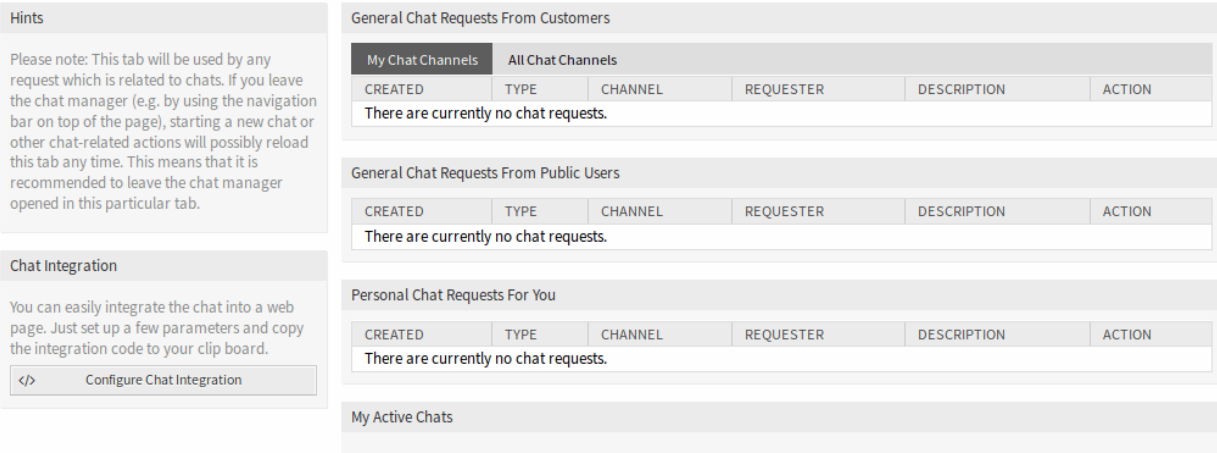 Hints
Please note: This tab will be used by any
request which is related to chats. If you leave
the chat manager (e.g. by using the navigation
bar on top of the page), starting a new chat or
other chat-related actions will possibly reload
this tab any time. This means that it is
recommended to leave the chat manager
opened in this particular tab.
Chat Integration
You can easily integrate the chat into a web
page. Just set up a few parameters and copy
the integration code to your clip board.
</> Configure Chat Integration
General Chat Requests From Customers
My Chat Channels All Chat Channels
CREATED TYPE CHANNEL REQUESTER DESCRIPTION ACTION
There are currently no chat requests.
General Chat Requests From Public Users
CREATED TYPE CHANNEL REQUESTER DESCRIPTION ACTION
There are currently no chat requests.
Personal Chat Requests For You
CREATED TYPE CHANNEL REQUESTER DESCRIPTION ACTION
There are currently no chat requests.
My Active Chats